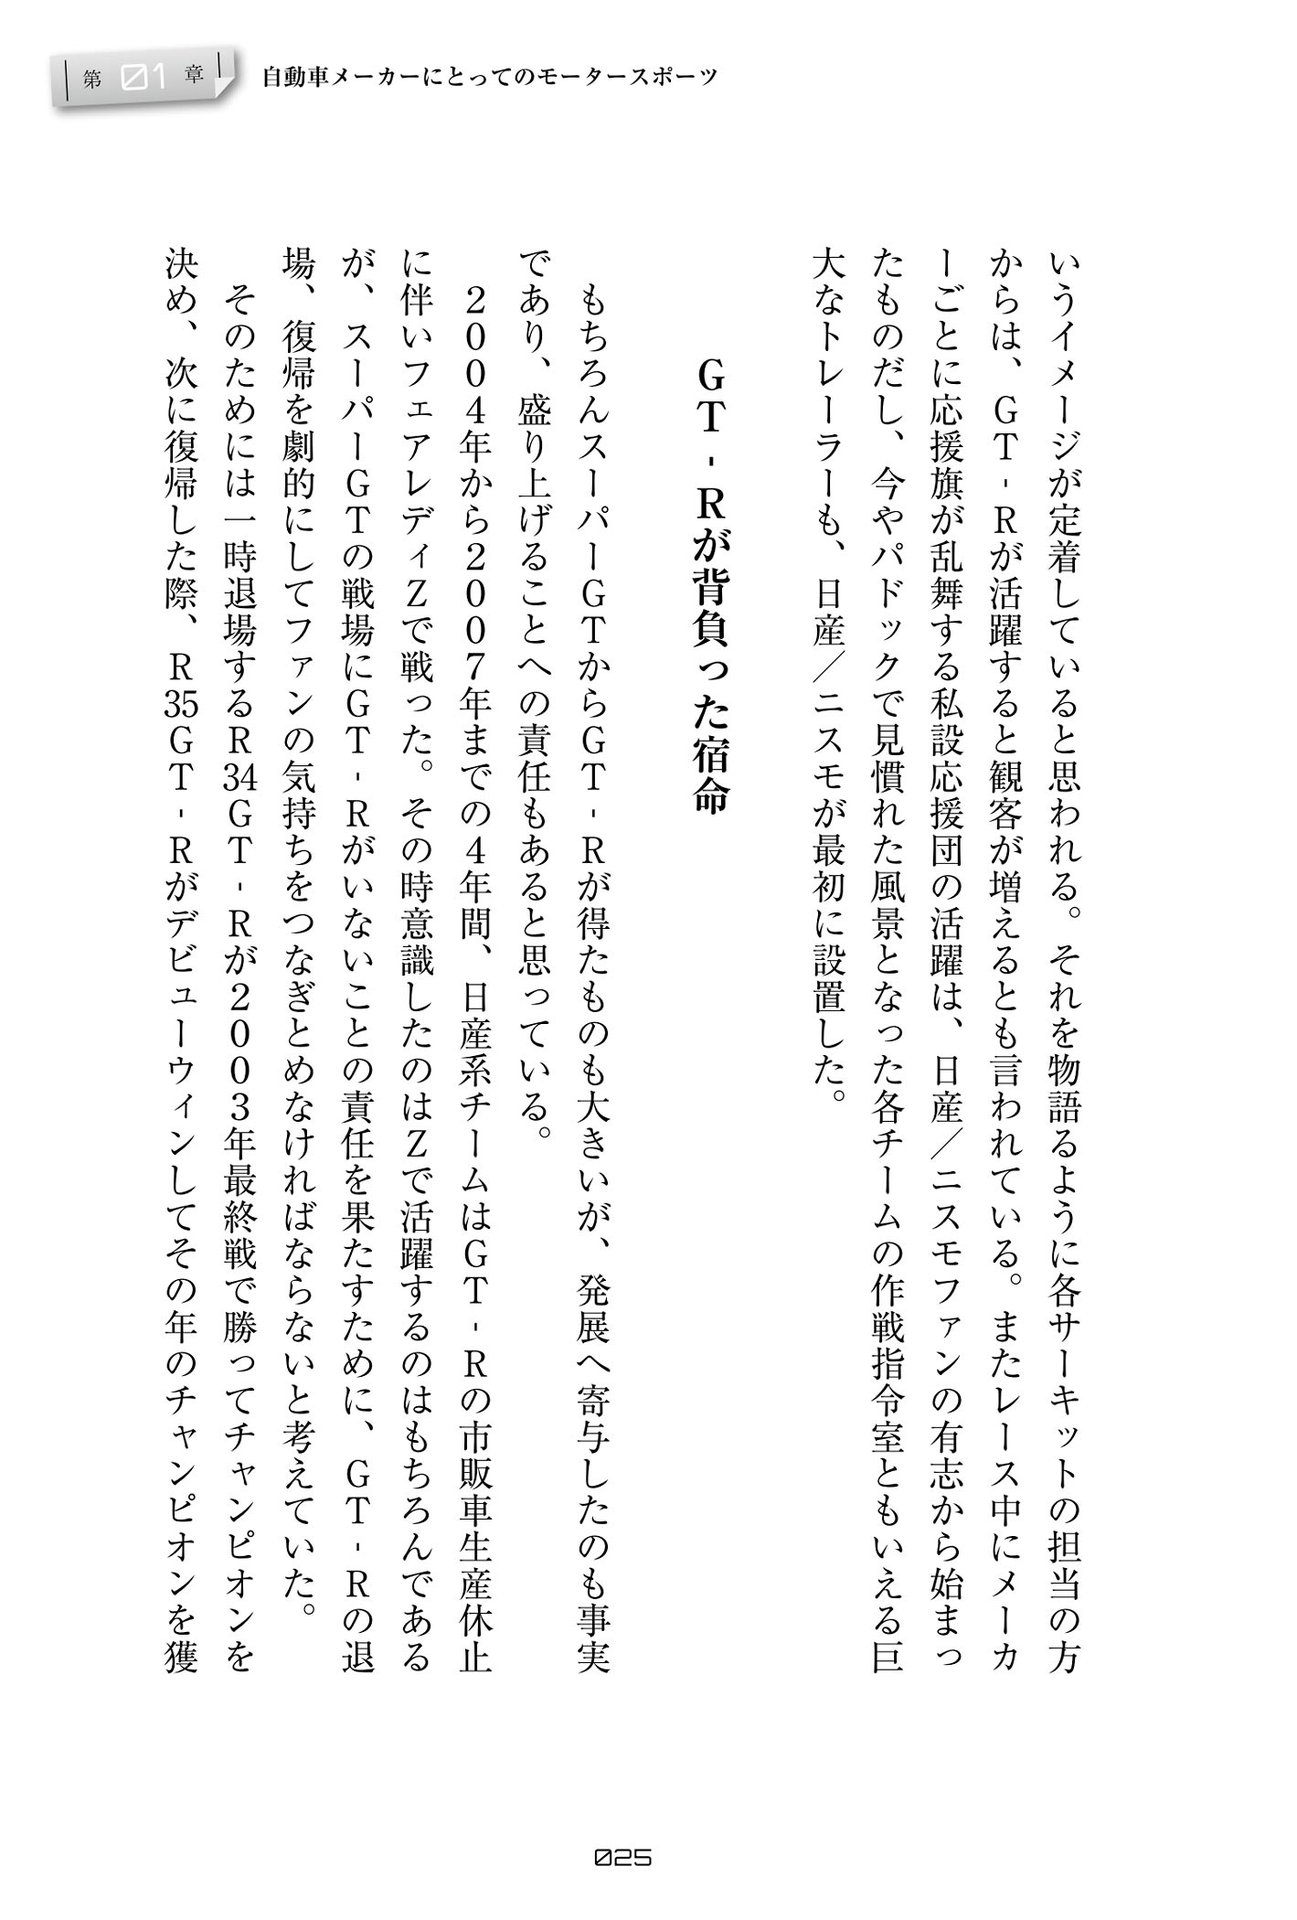 第01章
自動車メーカーにとってのモータースポーツ
いうイメージが定着していると思われる。それを物語るように各サーキットの担当の方
からは、GT-Rが活躍すると観客が増えるとも言われている。またレース中にメーカ
ーごとに応援旗が乱舞する私設応援団の活躍は、日産／ニスモファンの有志から始まっ
たものだし、今やパドックで見慣れた風景となった各チームの作戦指令室ともいえる巨
大なトレーラーも、日産／ニスモが最初に設置した。
GT-Rが背負った宿命
もちろんスーパーGTからGT-Rが得たものも大きいが、発展へ寄与したのも事実
であり、盛り上げることへの責任もあると思っている。
2004年から2007年までの4年間、日産系チームはGT-Rの市販車生産休止
に伴いフェアレディZで戦った。その時意識したのはZで活躍するのはもちろんである
が、スーパーGTの戦場にGT-Rがいないことの責任を果たすために、GT-Rの退
場、復帰を劇的にしてファンの気持ちをつなぎとめなければならないと考えていた。
そのためには一時退場するR34GT-Rが2003年最終戦で勝ってチャンピオンを
決め、次に復帰した際、R35GT-Rがデビューウィンしてその年のチャンピオンを獲
025